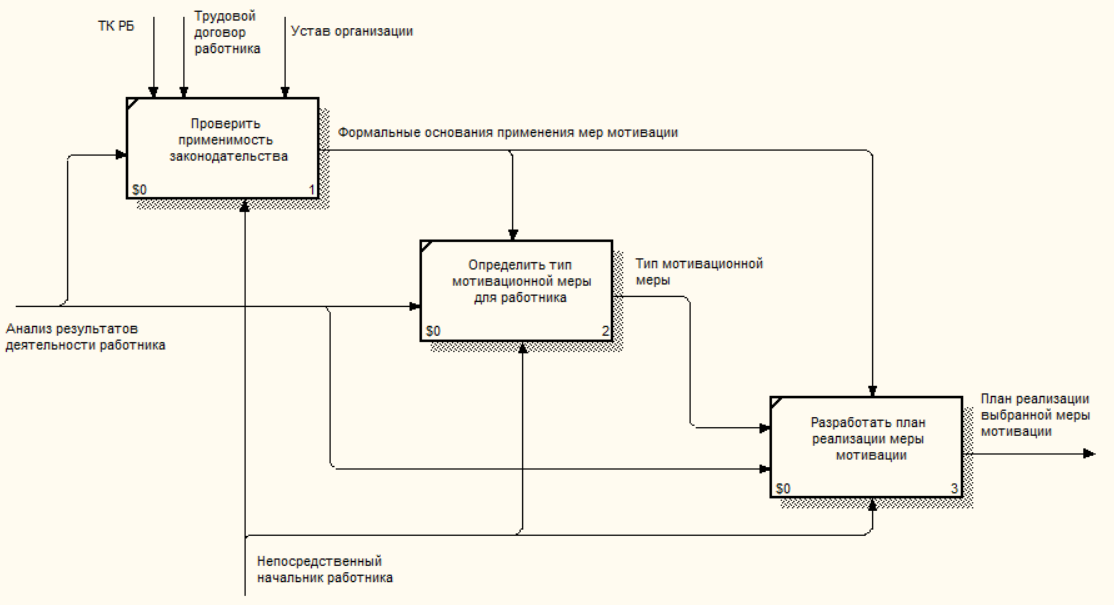 ТК РБ
Трудовой
договор
работника
Устав организации
Проверить
применимость
законодательства
$0
1
Формальные основания применения мер мотивации
Определить тип
мотивационной меры
для работника
$0
2
Тип мотивационной
меры
Анализ результатов
деятельности работника
Разработать план
реализации меры
мотивации
$0
3
План реализации
выбранной меры
мотивации
Непосредственный
начальник работника